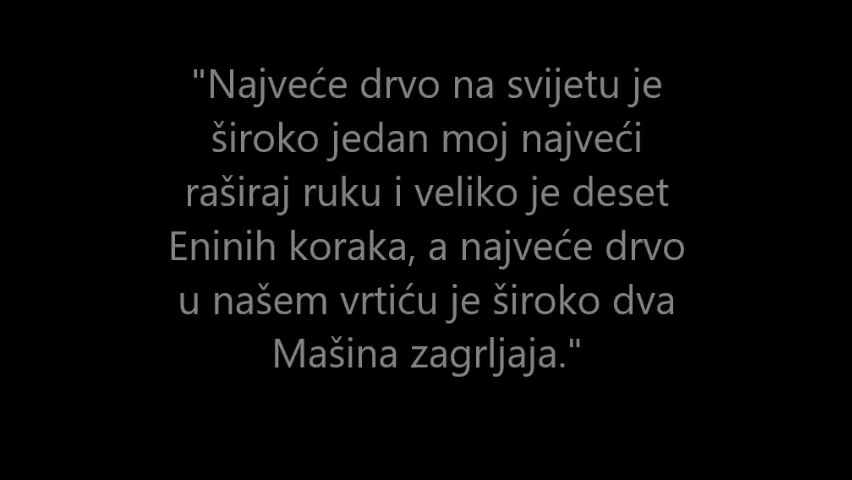 "Najveće drvo na svijetu je
široko jedan moj najveći
raširaj ruku i veliko je deset
Eninih koraka, a najveće drvo
u našem vrtiću je široko dva
Mašina zagrljaja."